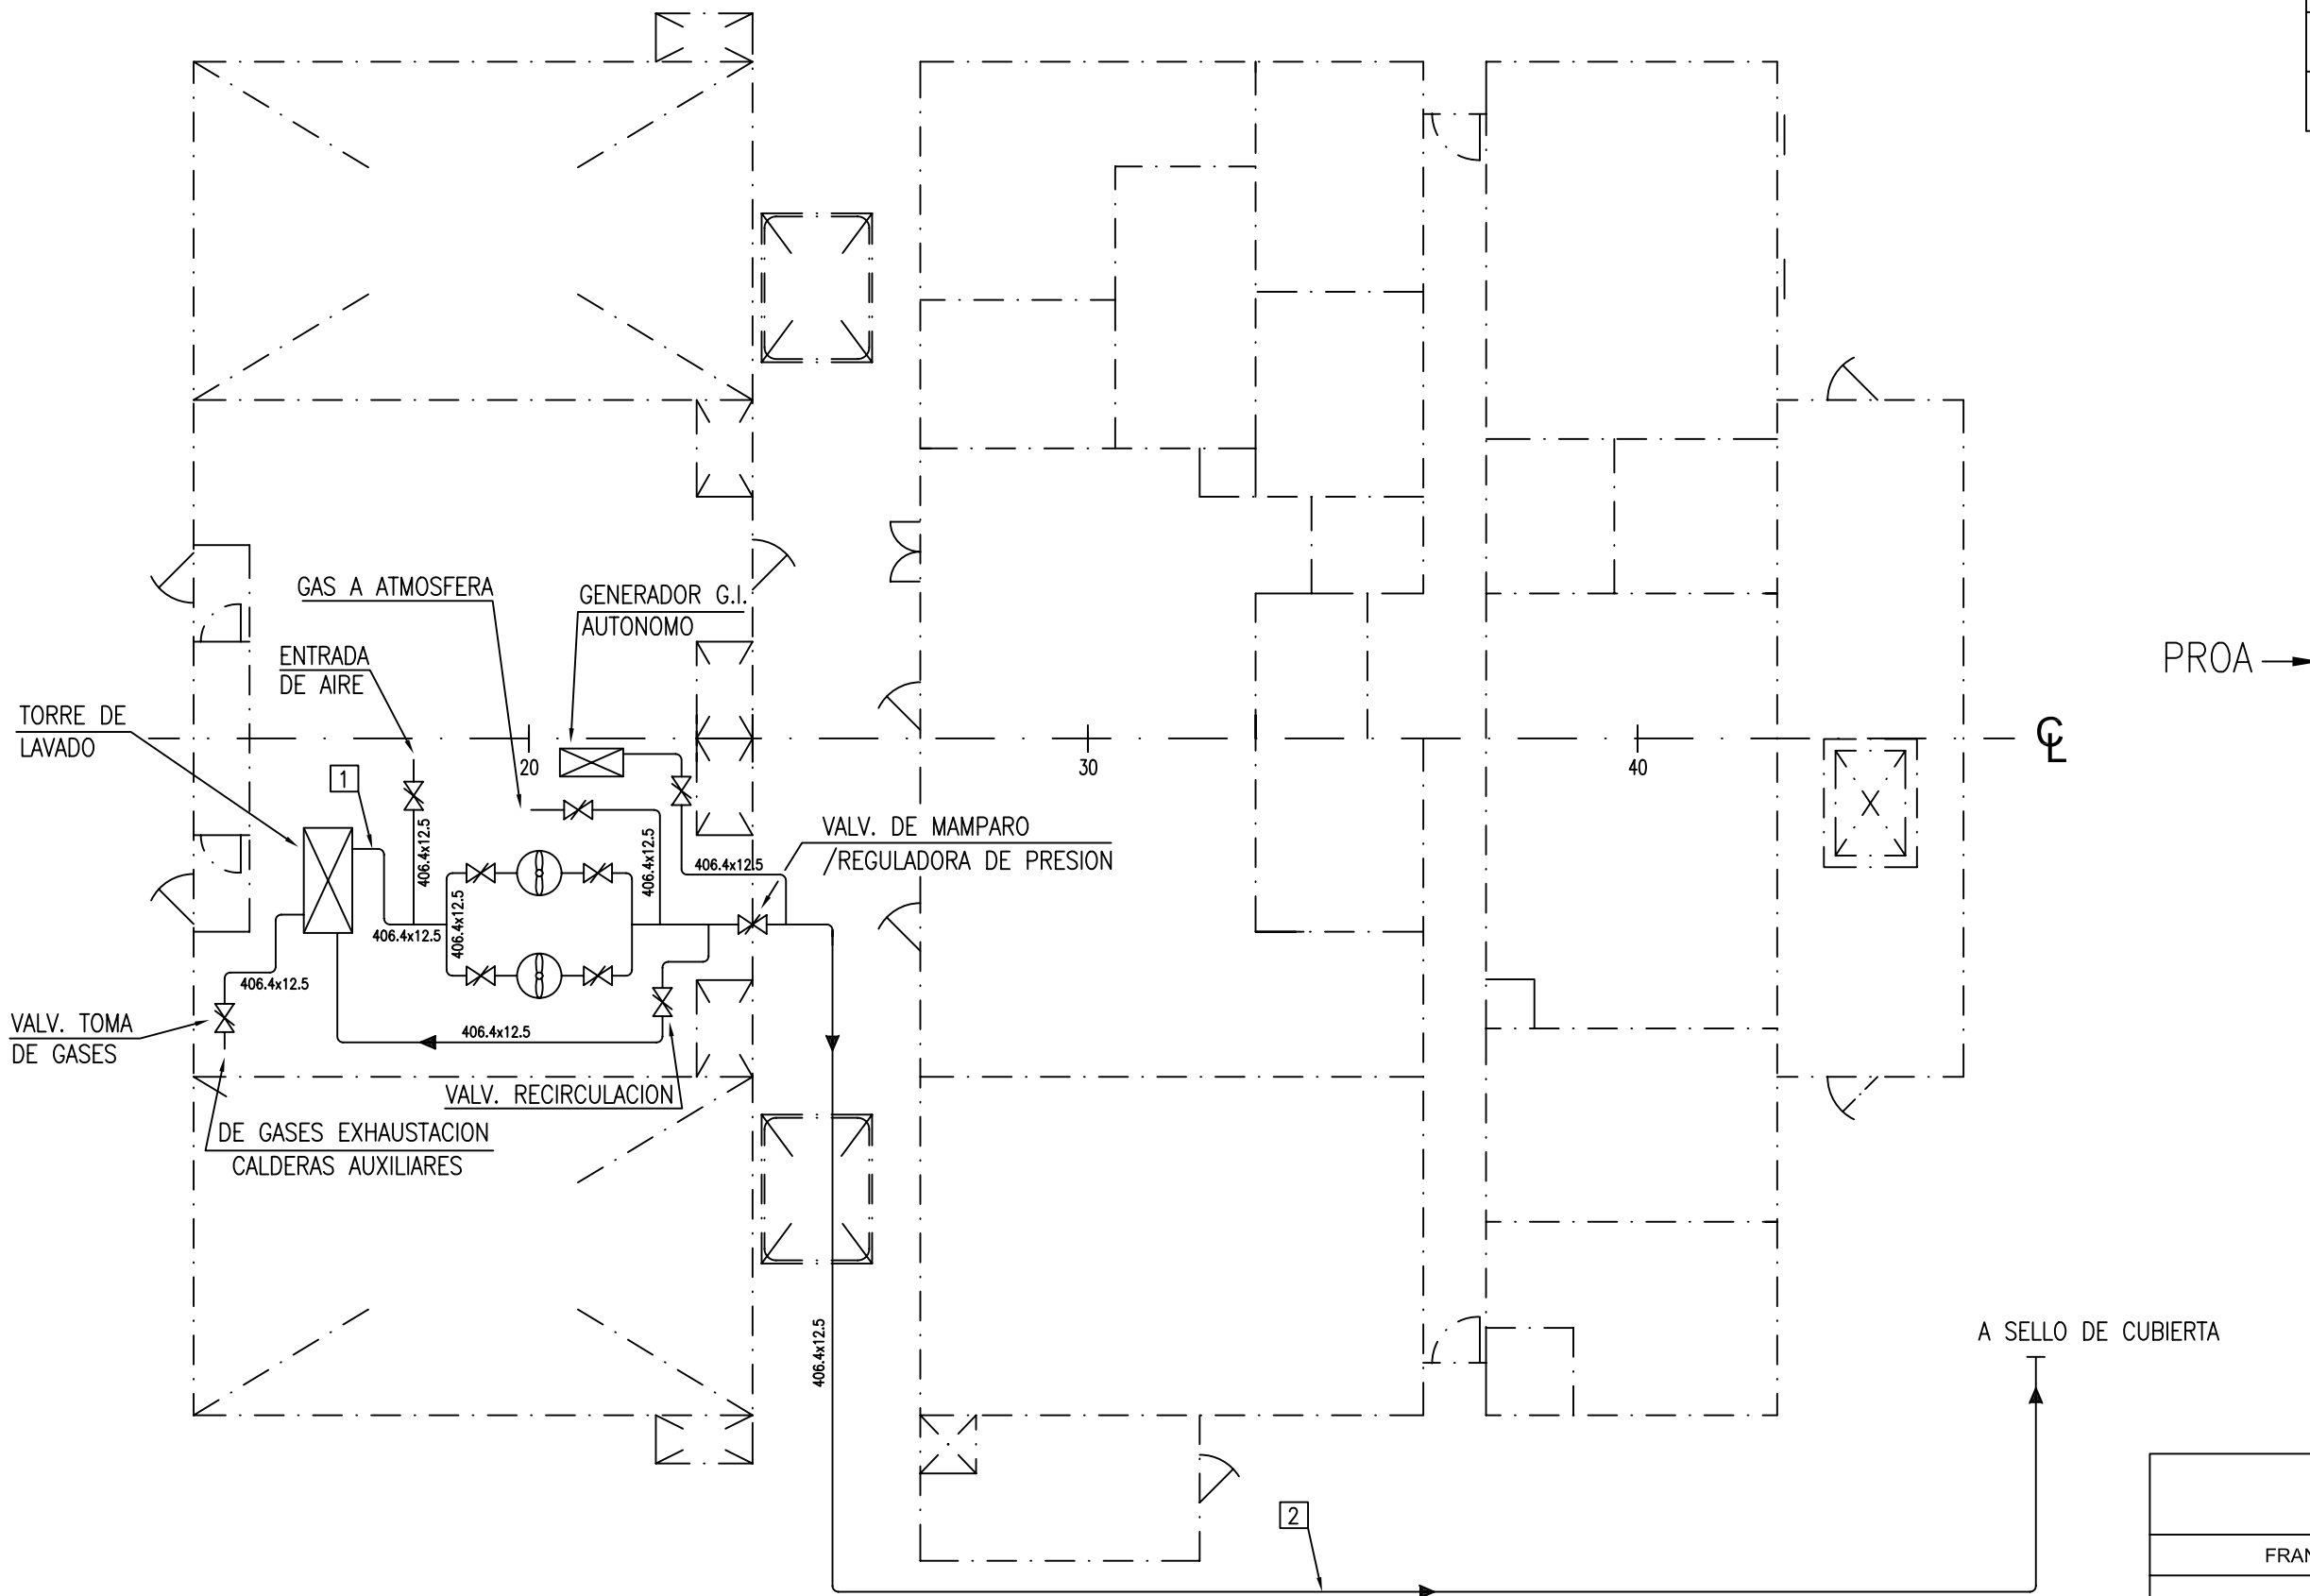 GAS A ATMOSFERA
GENERADOR G.I.
AUTONOMO
ENTRADA
DE AIRE
PROA
TORRE DE
LAVADO
℄
20
30
40
1
406.4x12.5
406.4x12.5
406.4x12.5
VALV. DE MAMPARO
/REGULADORA DE PRESION
406.4x12.5
406.4x12.5
406.4x12.5
VALV. TOMA
DE GASES
406.4x12.5
VALV. RECIRCULACION
DE GASES EXHAUSTACION
CALDERAS AUXILIARES
406.4x12.5
A SELLO DE CUBIERTA
2
FRAN